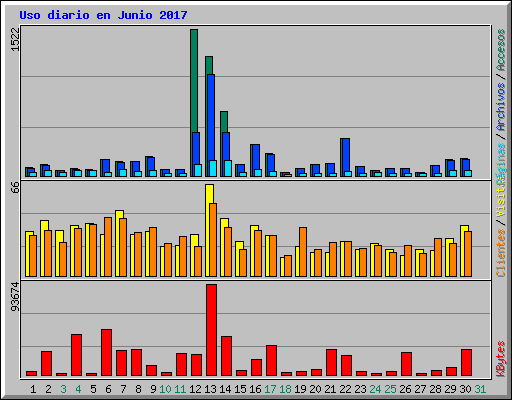 Uso diario en Junio 2017
1522
66
93674
Accesos
/ Archivos /
Páginas
Visitas
Clientes /
KBytes
1 2 3 4 5 6 7 8 9 10 11 12 13 14 15 16 17 18 19 20 21 22 23 24 25 26 27 28 29 30 31